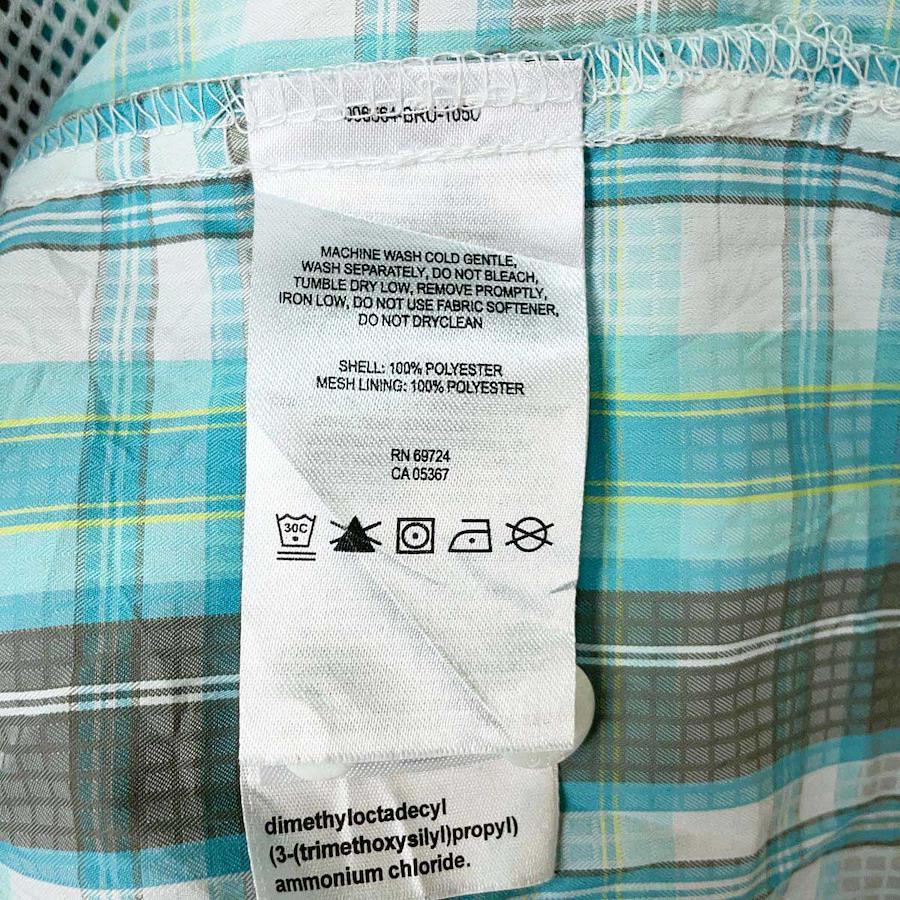 MACHINE WASH COLD GENTLE,
WASH SEPARATELY, DO NOT BLEACH,
TUMBLE DRY LOW, REMOVE PROMPTLY,
IRON LOW, DO NOT USE FABRIC SOFTENER,
DO NOT DRYCLEAN
SHELL: 100% POLYESTER
MESH LINING: 100% POLYESTER
RN 69724
CA 05367
30C
dimethyloctadecyl
(3-(trimethoxysilyl)propyl)
ammonium chloride.